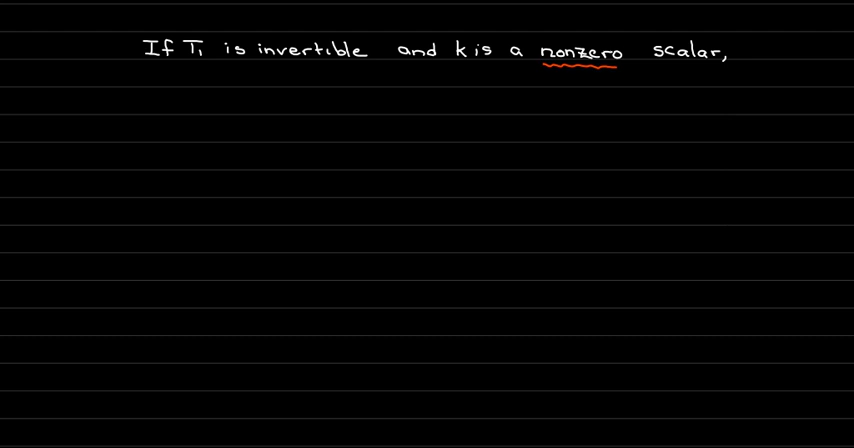 If T₁ is invertible and k is a nonzero scalar,